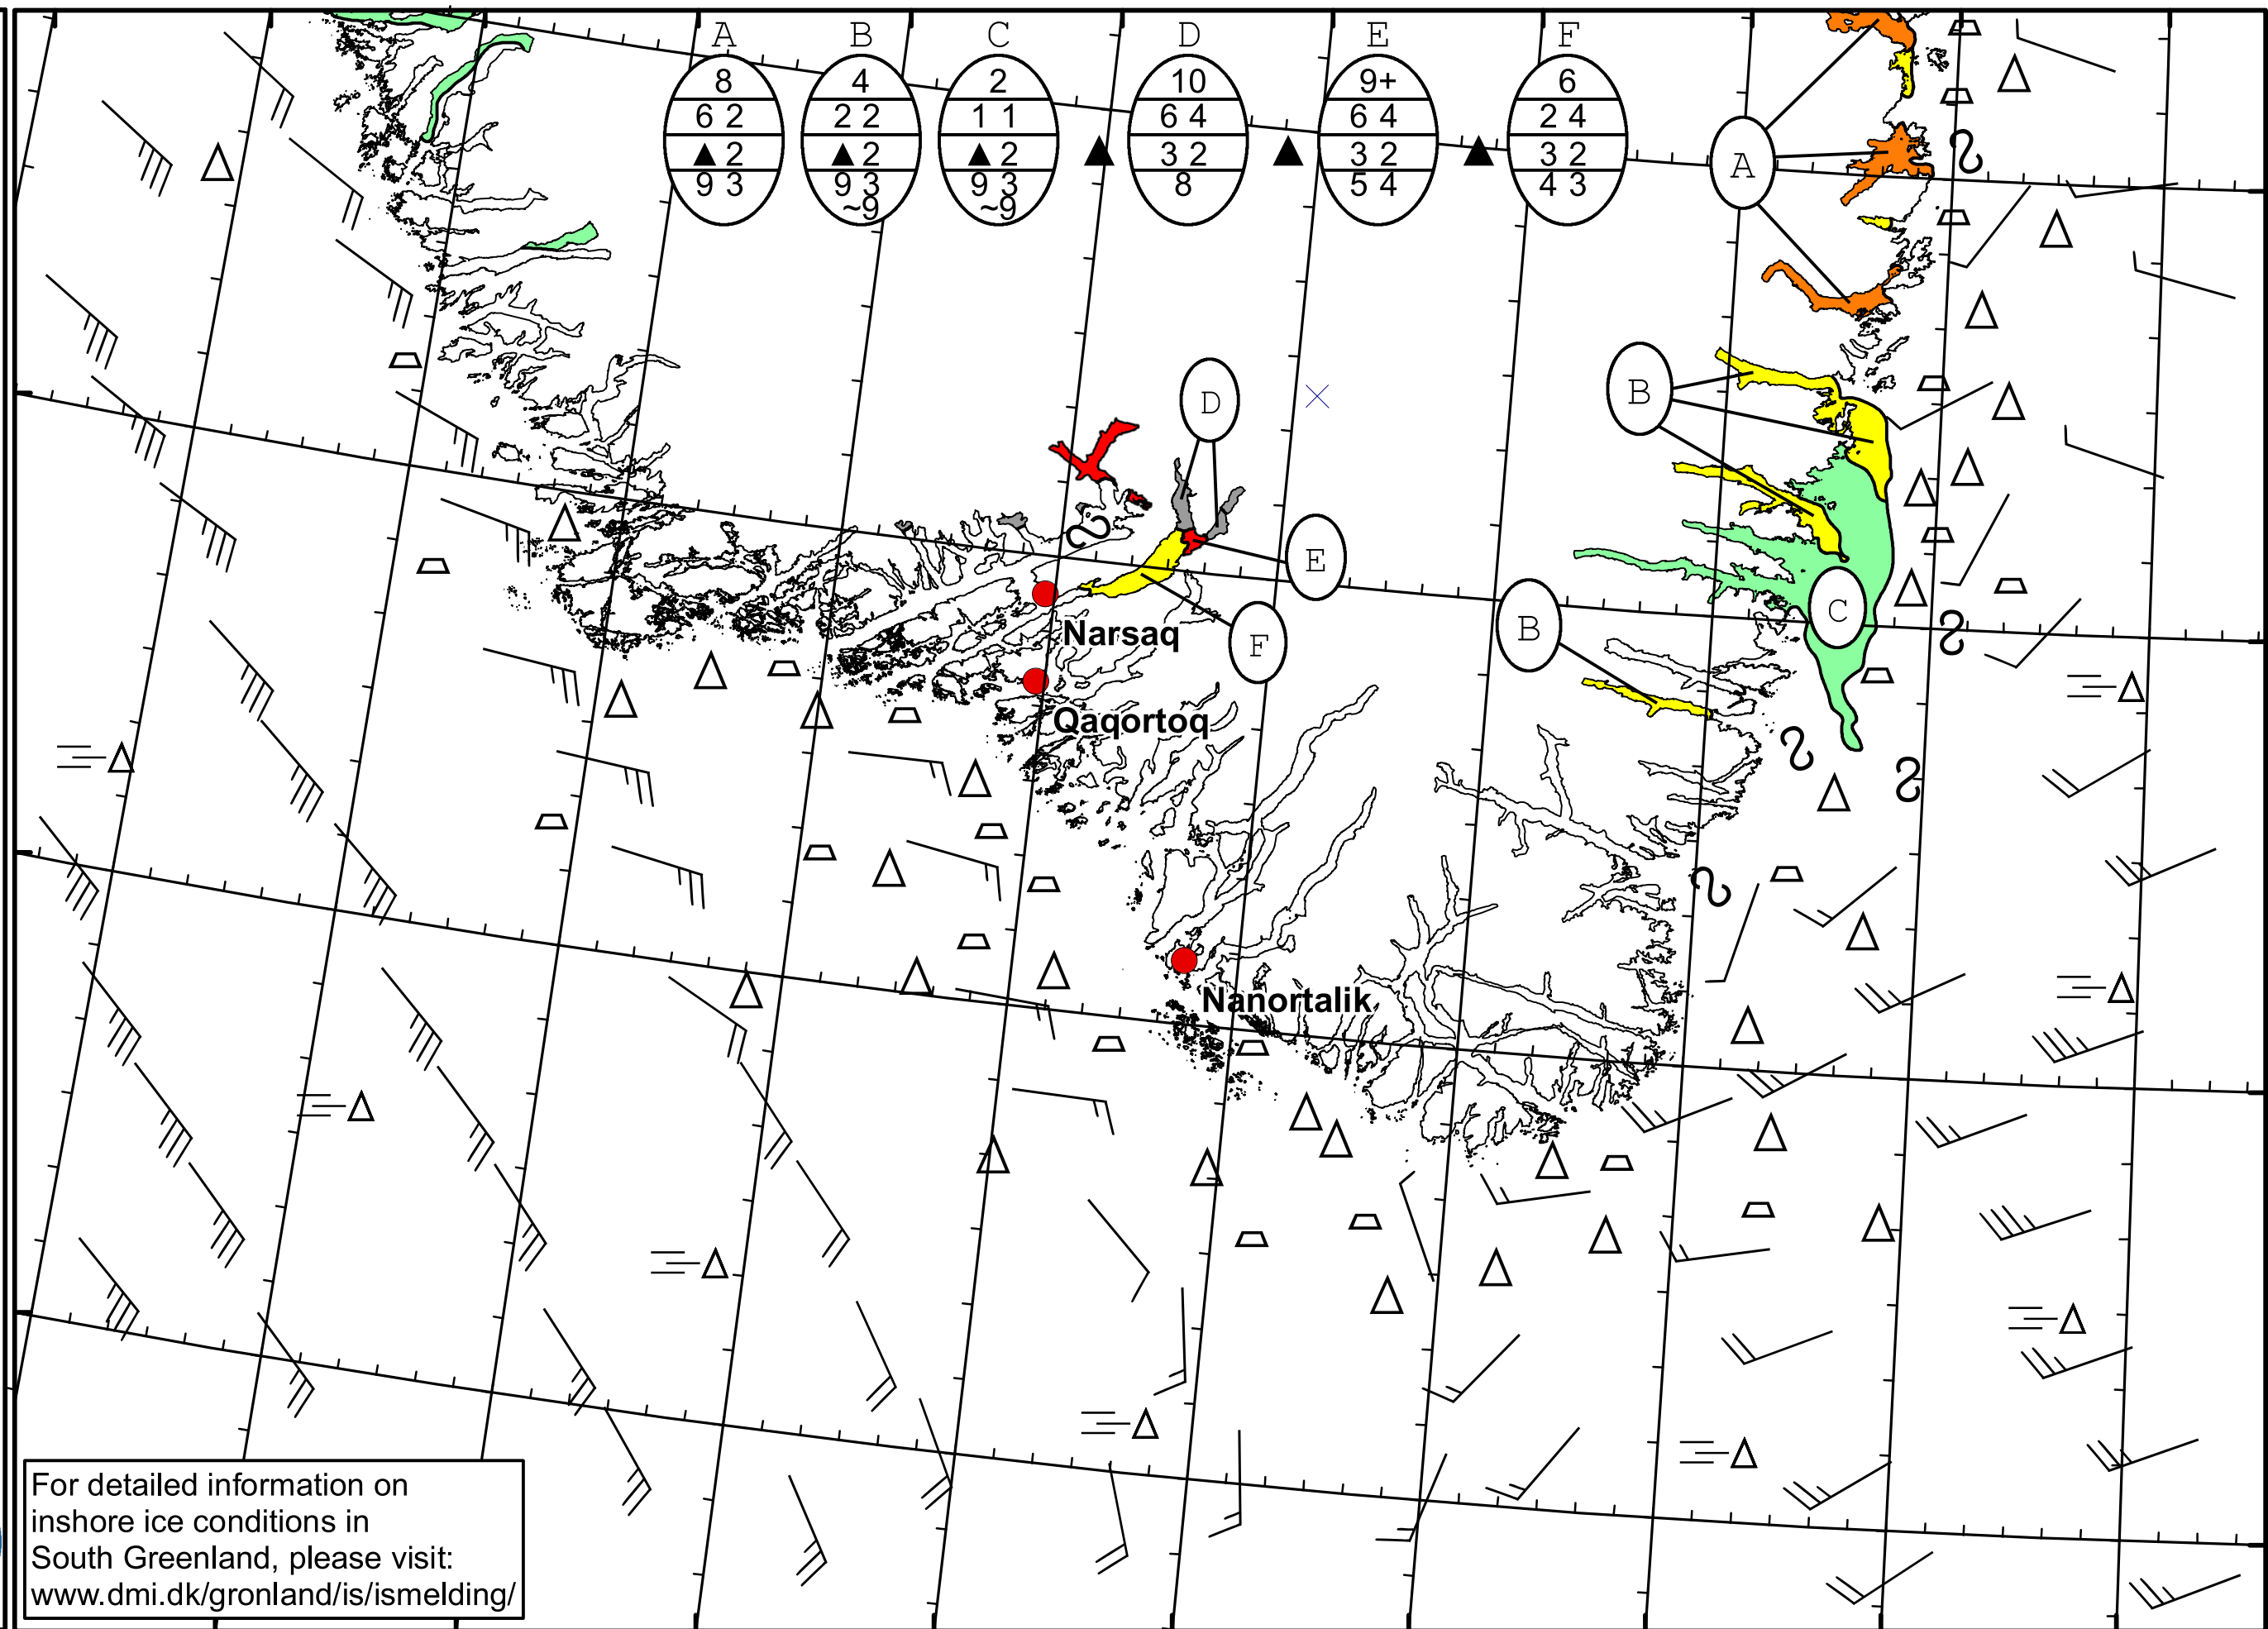 A B C D E F
8 4 2 10 9+ 6
6 2 2 2 1 1 6 4 6 4 2 4
▲ 2 ▲ 2 ▲ 2 ▲ 3 2 ▲ 3 2 ▲ 3 2
9 3 9 3 9 3 8 5 4 4 3
~9 ~9
A
B
D
E
C
B
F
Narsaq
Qaqortoq
Nanortalik
For detailed information on
inshore ice conditions in
South Greenland, please visit:
www.dmi.dk/gronland/is/ismelding/